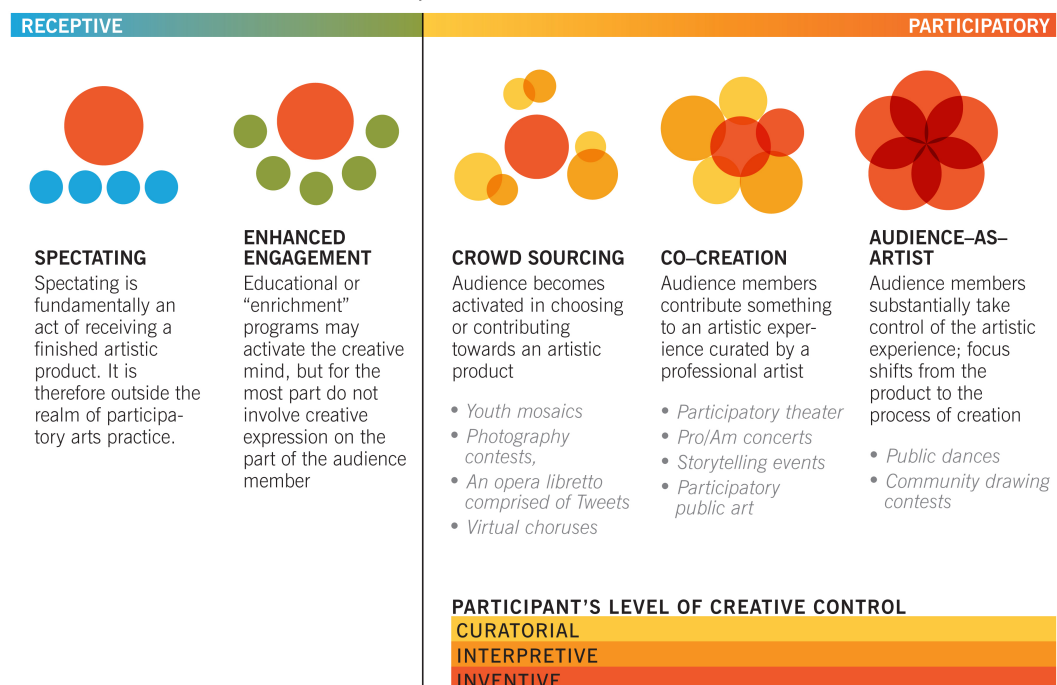 RECEPTIVE
PARTICIPATORY
SPECTATING
Spectating is
fundamentally an
act of receiving a
finished artistic
product. It is
therefore outside the
realm of participa-
tory arts practice.
ENHANCED
ENGAGEMENT
Educational or
“enrichment”
programs may
activate the creative
mind, but for the
most part do not
involve creative
expression on the
part of the audience
member
CROWD SOURCING
Audience becomes
activated in choosing
or contributing
towards an artistic
product
• Youth mosaics
• Photography
contests,
• An opera libretto
comprised of Tweets
• Virtual choruses
CO–CREATION
Audience members
contribute something
to an artistic exper-
ience curated by a
professional artist
• Participatory theater
• Pro/Am concerts
• Storytelling events
• Participatory
public art
AUDIENCE–AS–
ARTIST
Audience members
substantially take
control of the artistic
experience; focus
shifts from the
product to the
process of creation
• Public dances
• Community drawing
contests
PARTICIPANT’S LEVEL OF CREATIVE CONTROL
CURATORIAL
INTERPRETIVE
INVENTIVE